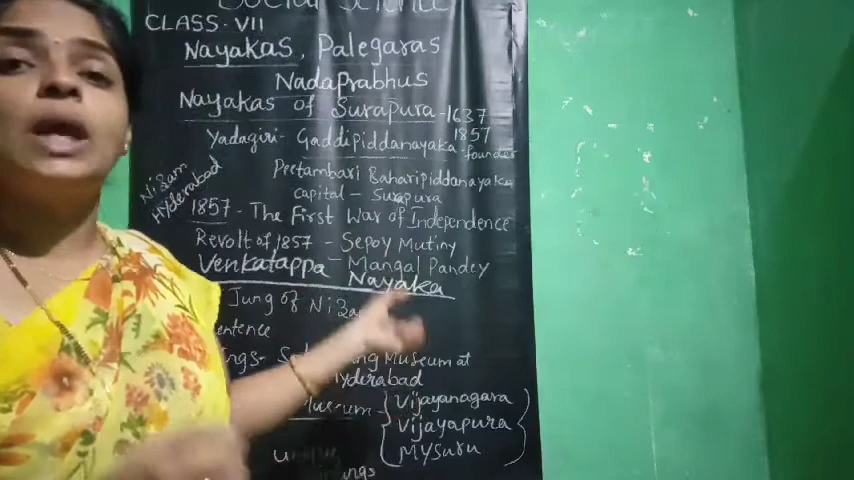 Social Science
CLASS - VII
Nayakas, Palegaras
NadaPrabhus
Nayakas of Surapura - 1637
1857
Yadagiri - Gaddipiddanayaka - founder
Peetambari Baharipiddanayaka
capital - Surapura
Nizam
Hyderabad
1857 - The First War of Independence
Revolt of 1857 - Sepoy Mutiny
- Mangal Pandey
Venkatappa Nayaka
Jung of Nizam
Museum at
Hyderabad
Museum - Vijayanagara
Vijayapura
Mysuru